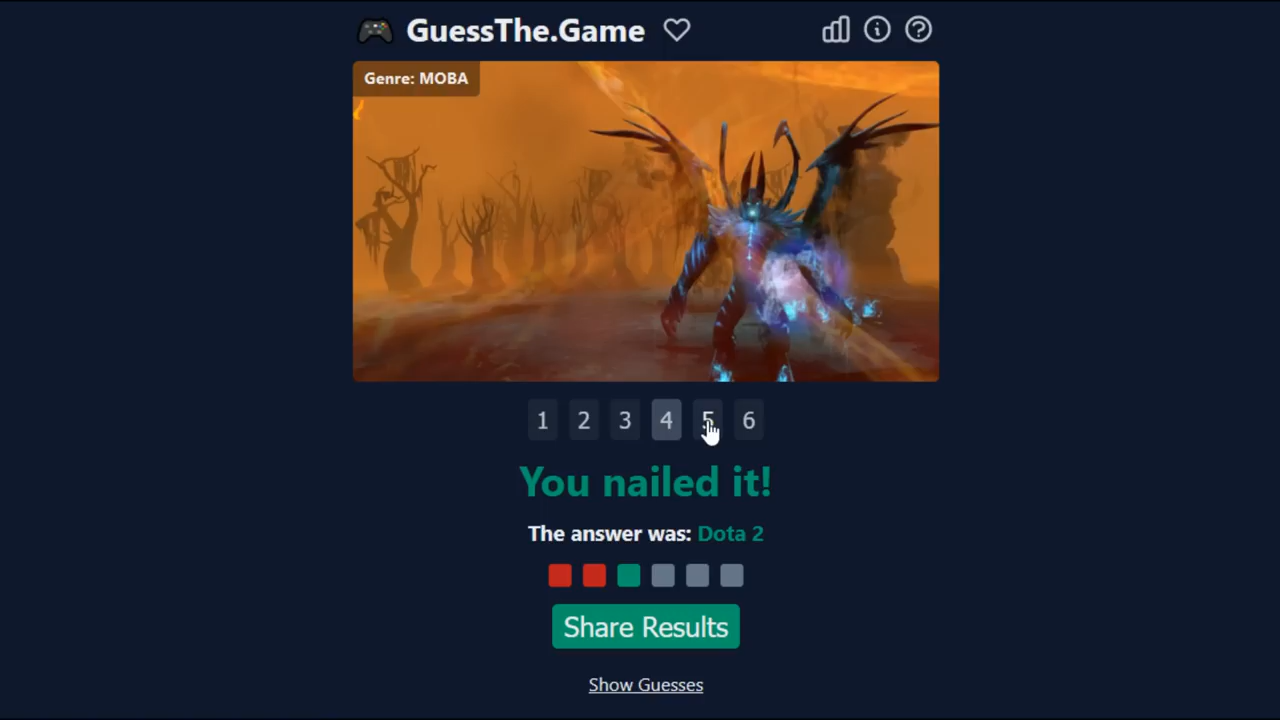 GuessThe.Game
Genre: MOBA
1 2 3 4 5 6
You nailed it!
The answer was: Dota 2
Share Results
Show Guesses